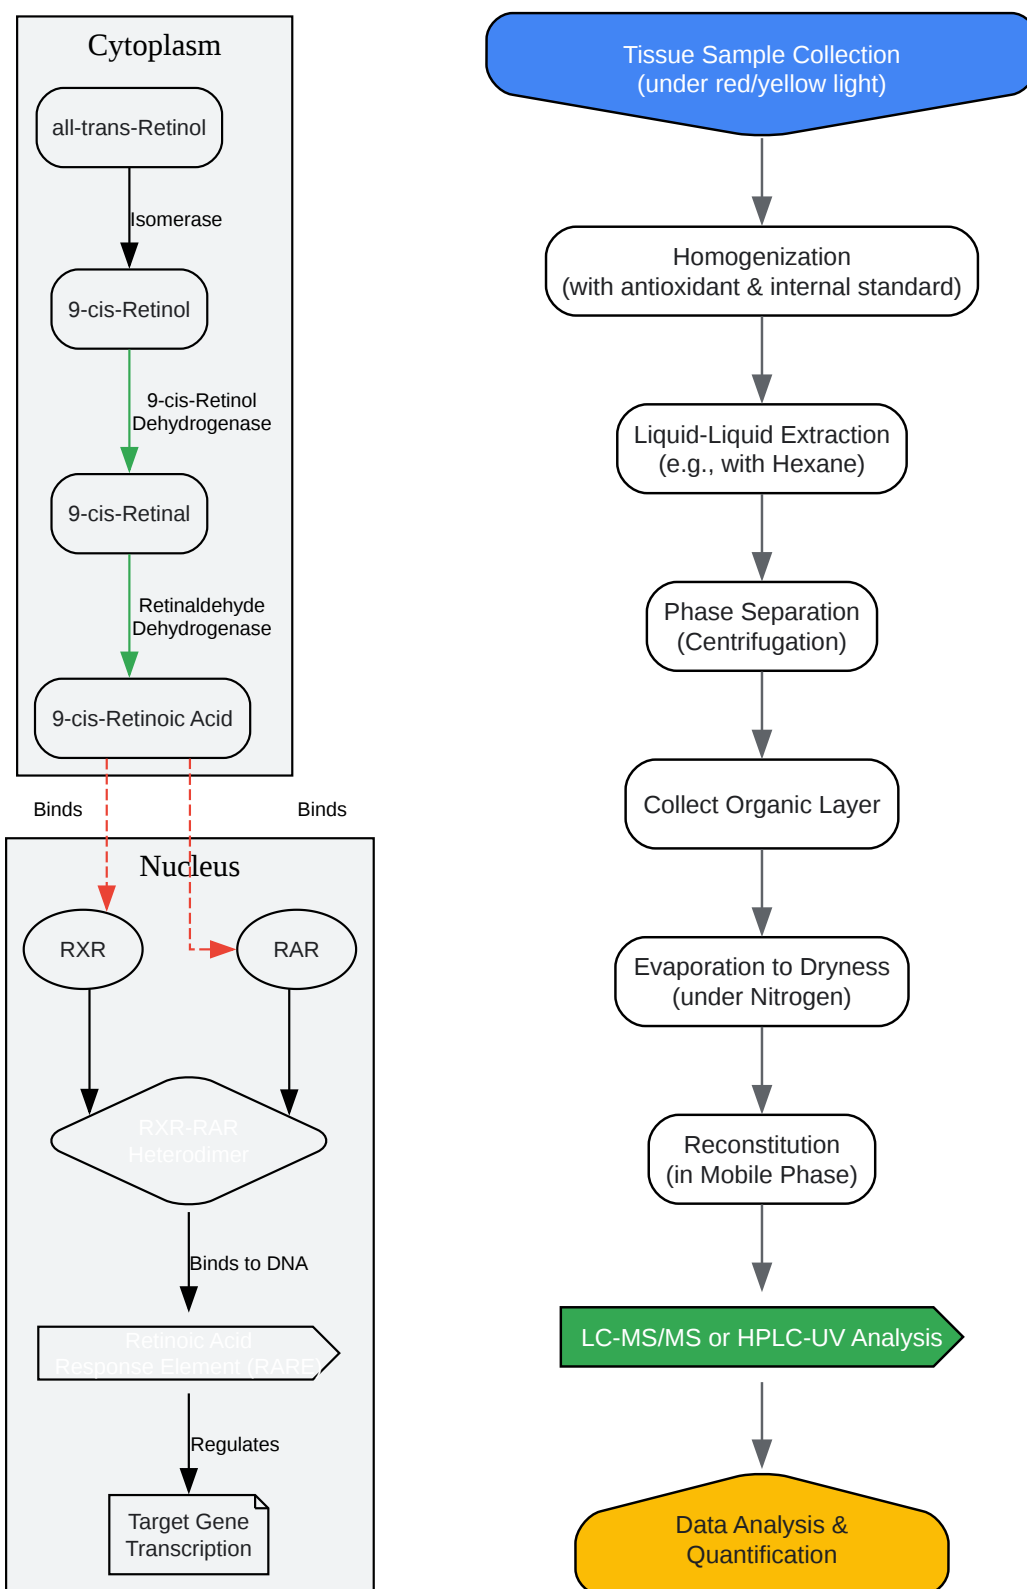 Cytoplasm
all-trans-Retinol
Isomerase
9-cis-Retinol
9-cis-Retinol
Dehydrogenase
9-cis-Retinal
Retinaldehyde
Dehydrogenase
9-cis-Retinoic Acid
Binds
Binds
Nucleus
RXR
RAR
RXR-RAR
Heterodimer
Binds to DNA
Retinoic Acid
Response Element (RARE)
Regulates
Target Gene
Transcription
Tissue Sample Collection
(under red/yellow light)
Homogenization
(with antioxidant & internal standard)
Liquid-Liquid Extraction
(e.g., with Hexane)
Phase Separation
(Centrifugation)
Collect Organic Layer
Evaporation to Dryness
(under Nitrogen)
Reconstitution
(in Mobile Phase)
LC-MS/MS or HPLC-UV Analysis
Data Analysis &
Quantification